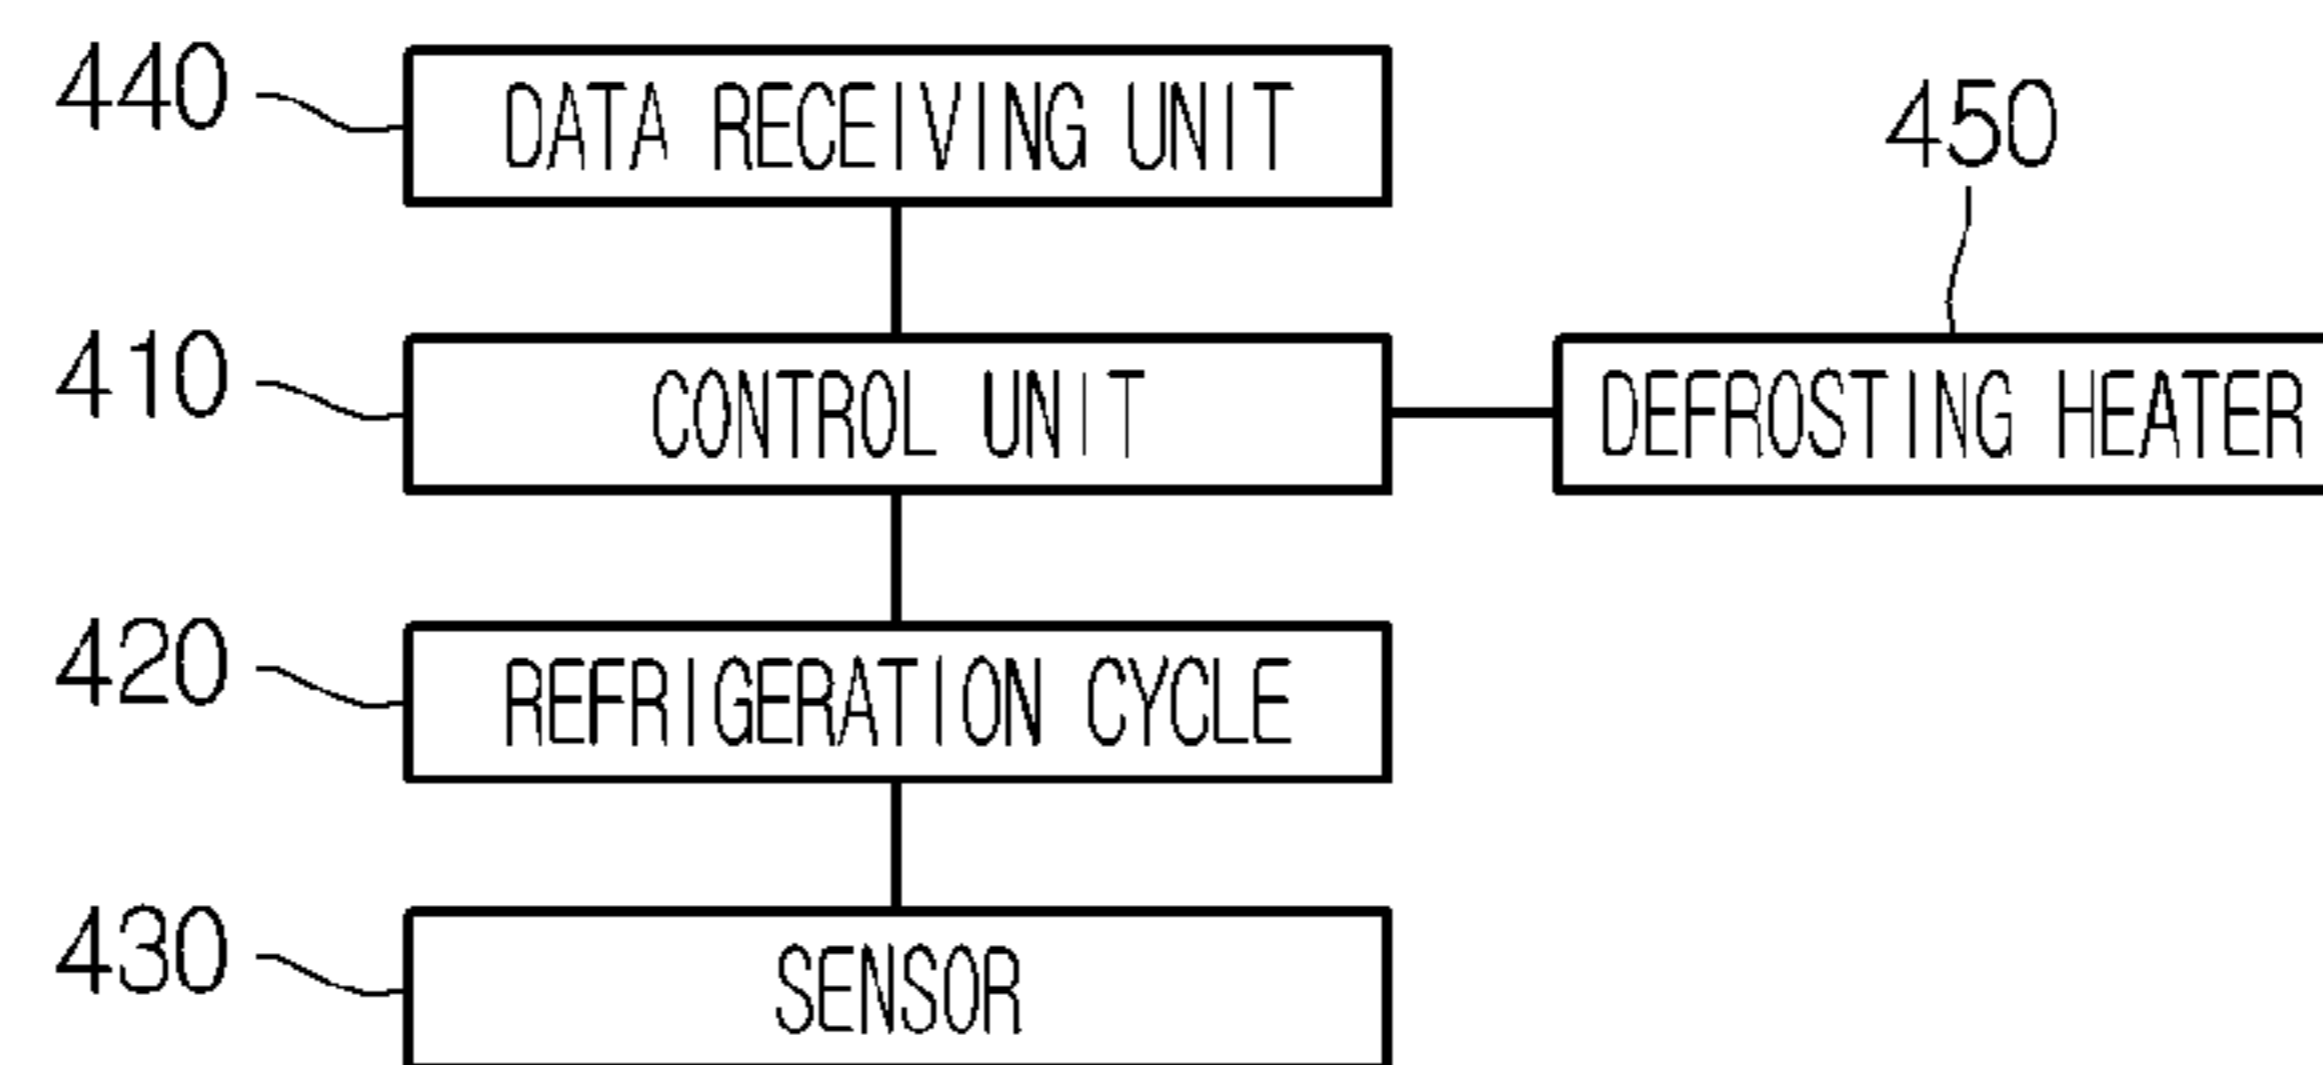 440
DATA RECEIVING UNIT
450
410
CONTROL UNIT
DEFROSTING HEATER
420
REFRIGERATION CYCLE
430
SENSOR